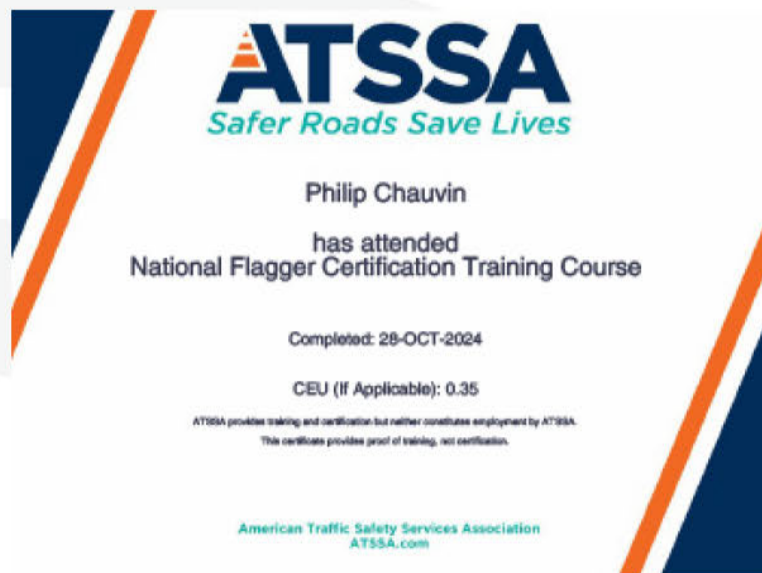 ATSSA
Safer Roads Save Lives
Philip Chauvin
has attended
National Flagger Certification Training Course
Completed: 28-OCT-2024
CEU (If Applicable): 0.35
ATSSA provides training and certification but neither constitutes employment by ATSSA.
This certificate provides proof of training, not certification.
American Traffic Safety Services Association
ATSSA.com